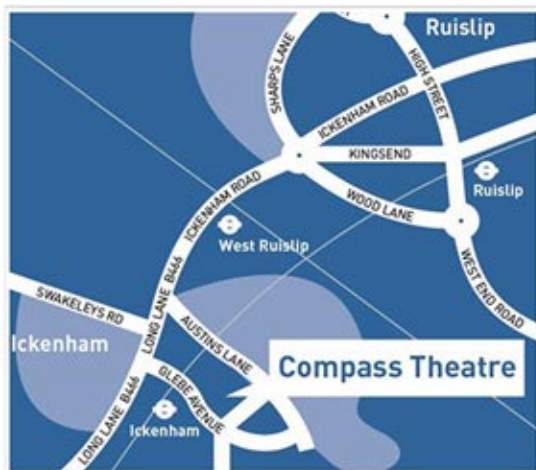 Ruislip
SHARPS LANE
HIGH STREET
ICKENHAM ROAD
KINGSEND
Ruislip
WOOD LANE
ICKENHAM ROAD
West Ruislip
WEST END ROAD
LONG LANE B466
SWAKELEYS RD
AUSTINS LANE
Ickenham
Compass Theatre
GLEBE AVENUE
LONG LANE B466
Ickenham